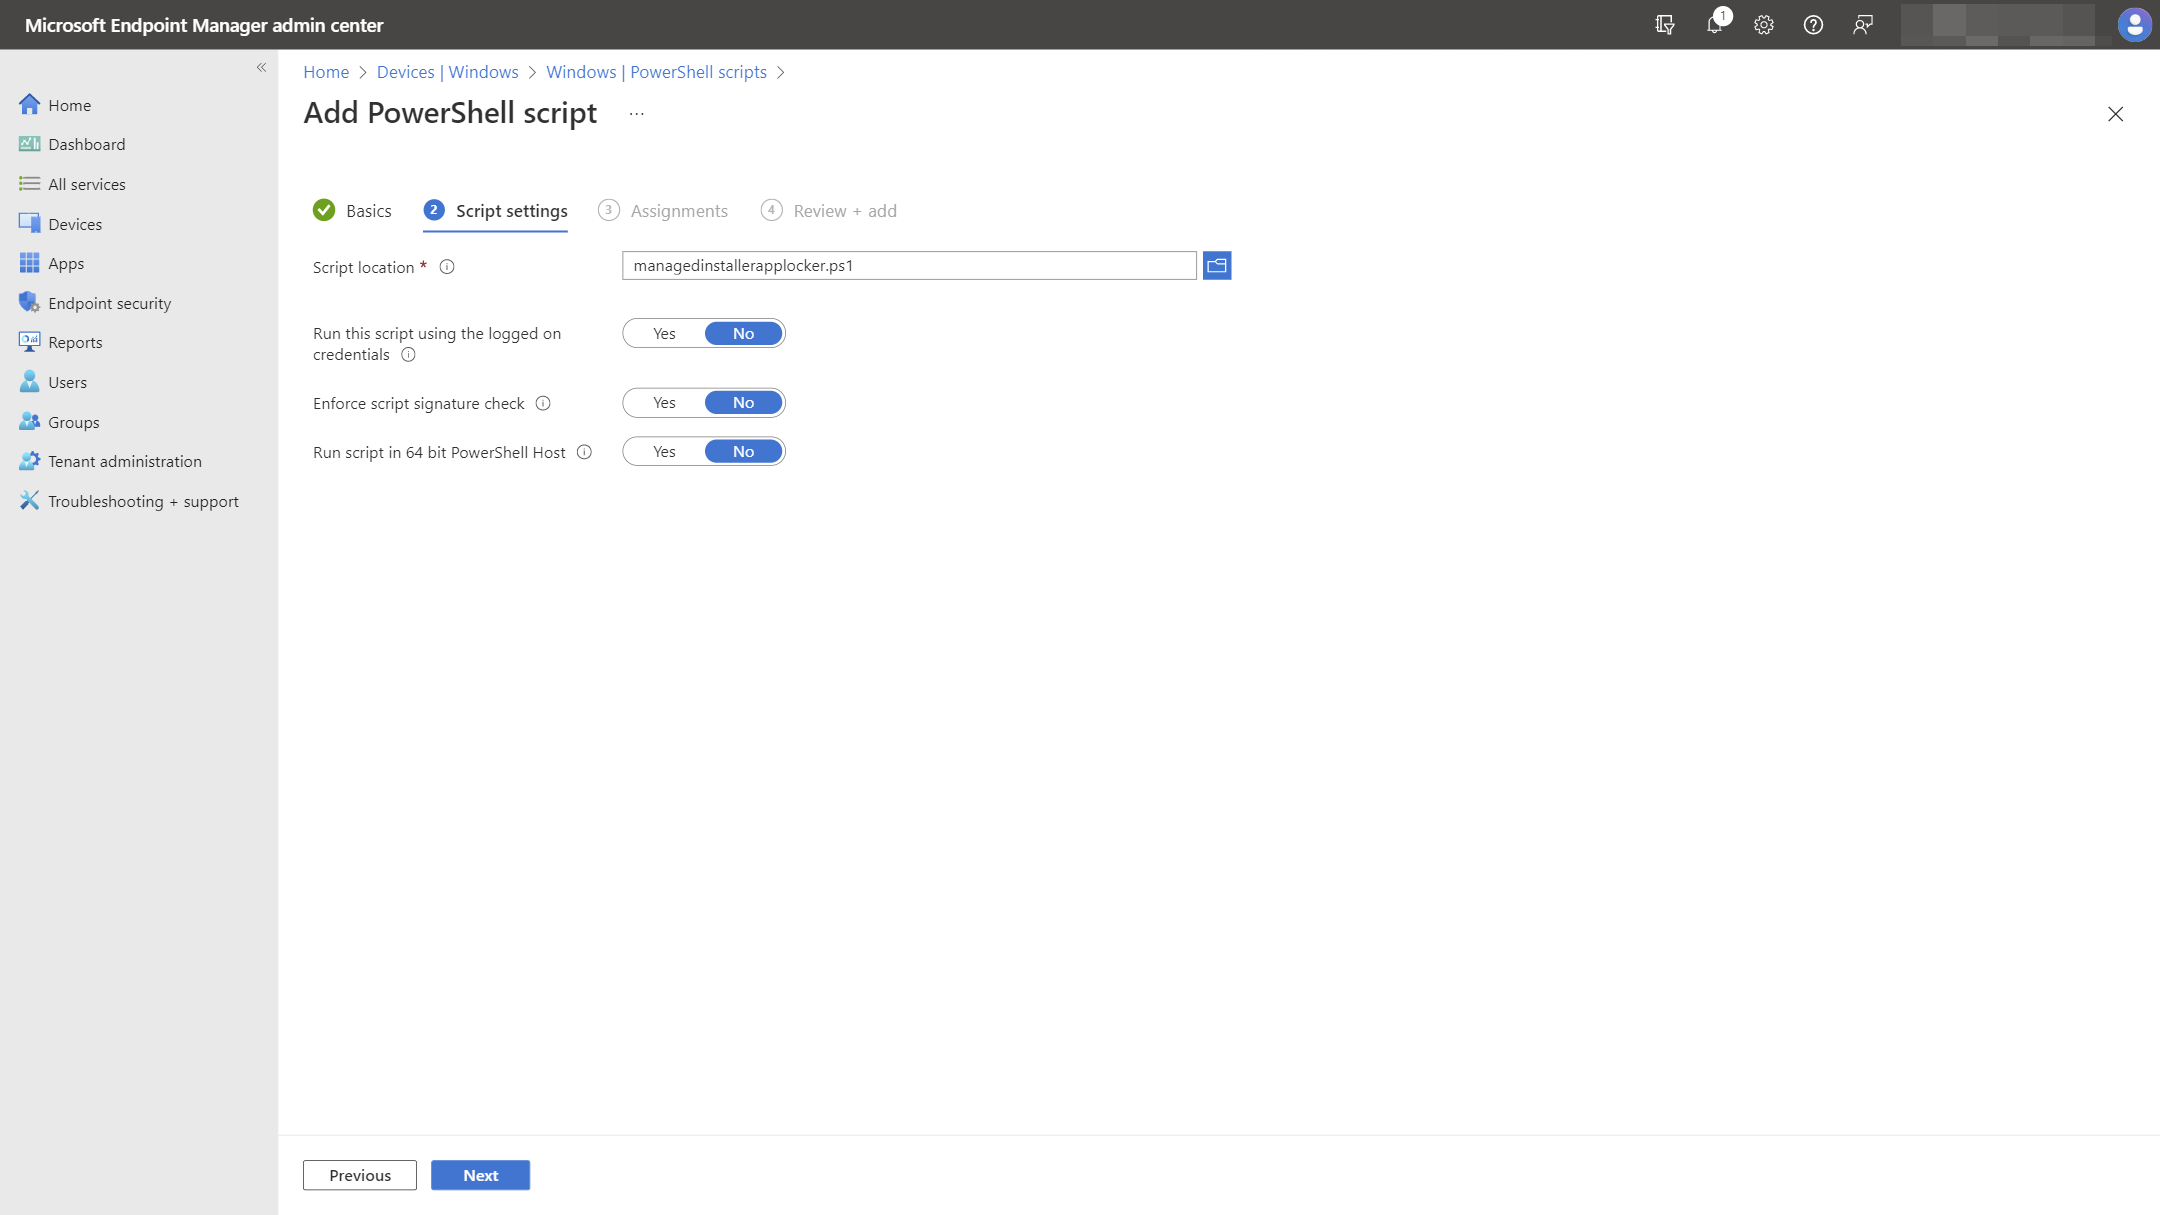 Microsoft Endpoint Manager admin center
1
Home > Devices | Windows > Windows | PowerShell scripts >
Add PowerShell script ...
Home
Dashboard
All services
Devices
Apps
Endpoint security
Reports
Users
Groups
Tenant administration
Troubleshooting + support
Basics 2 Script settings 3 Assignments 4 Review + add
Script location * managedinstallerapplocker.ps1
Run this script using the logged on
credentials
Yes No
Enforce script signature check Yes No
Run script in 64 bit PowerShell Host Yes No
Previous Next